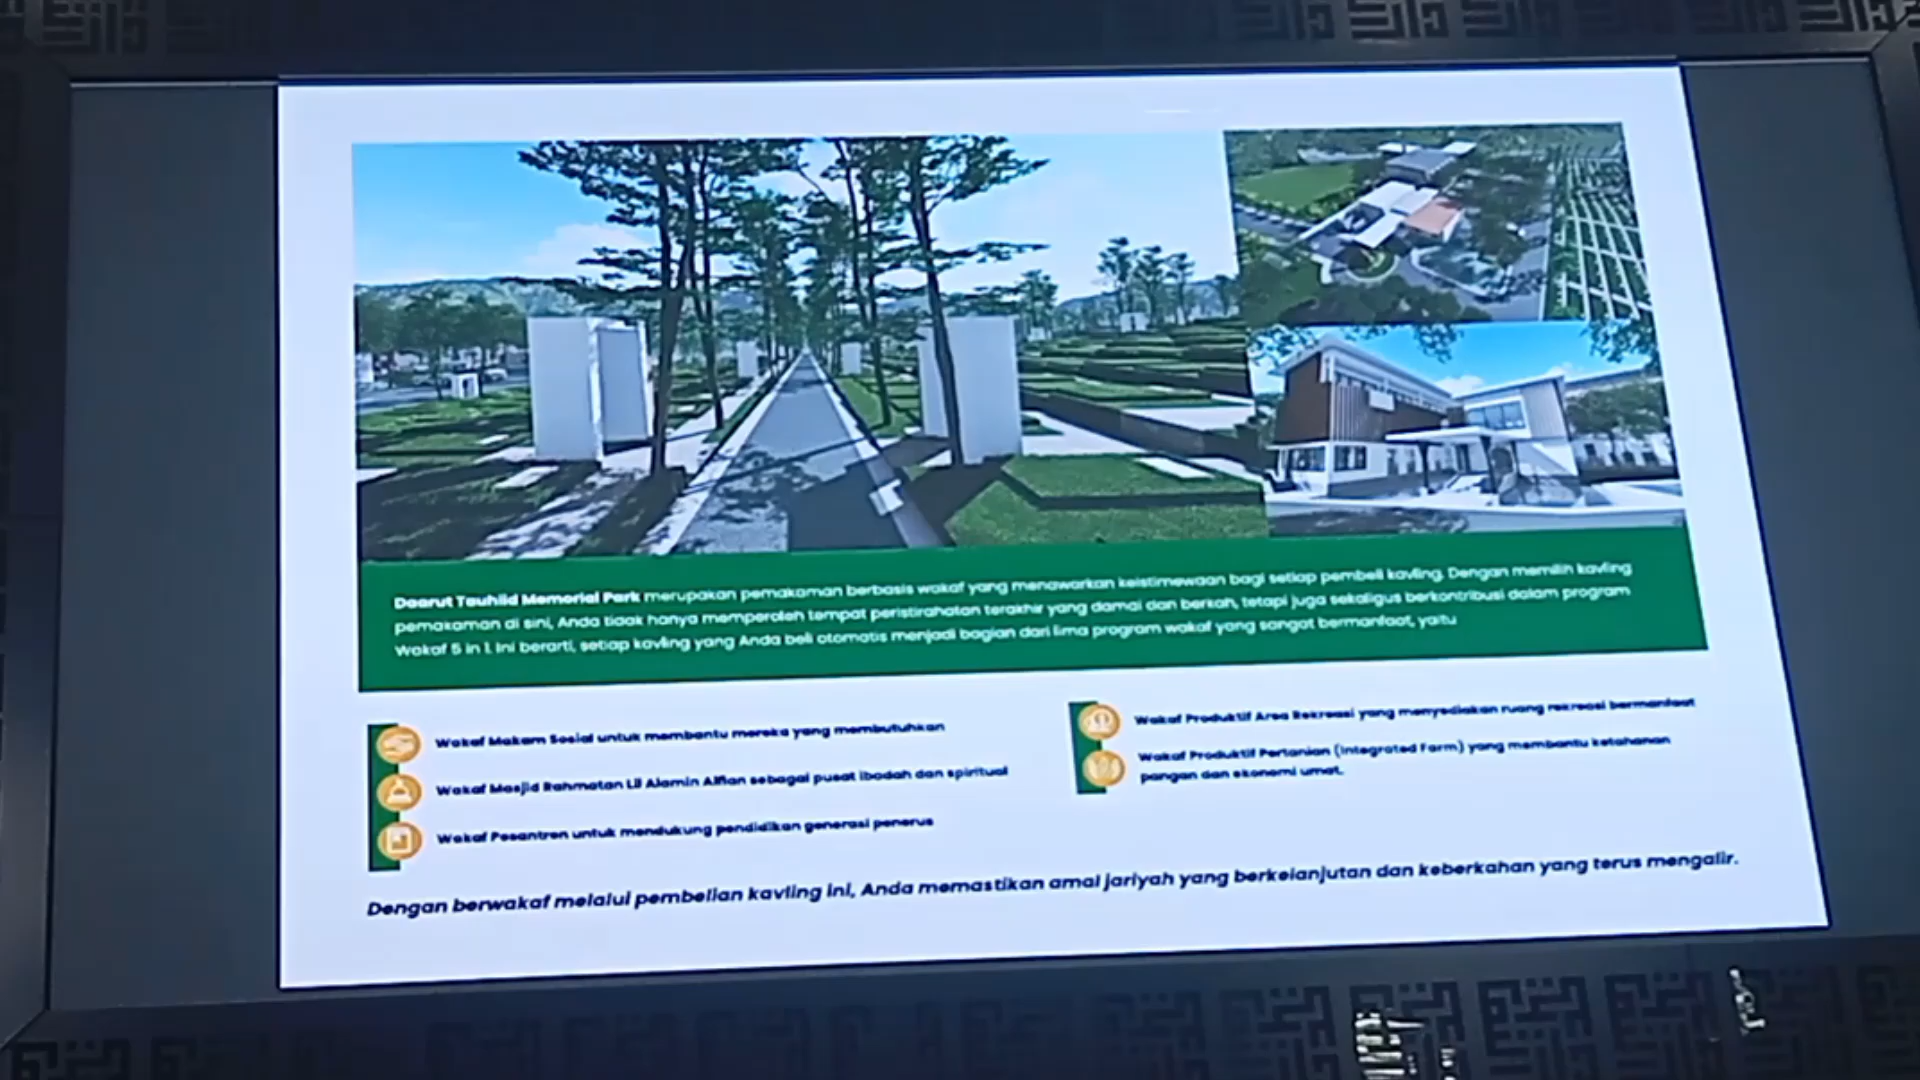 Daarut Tauhiid Memorial Park merupakan pemakaman berbasis wakaf yang menawarkan keistimewaan bagi setiap pembeli kavling. Dengan memilih kavling
pemakaman di sini, Anda tidak hanya memperoleh tempat peristirahatan terakhir yang damai dan berkah, tetapi juga sekaligus berkontribusi dalam program
Wakaf 5 in 1. Ini berarti, setiap kavling yang Anda beli otomatis menjadi bagian dari lima program wakaf yang sangat bermanfaat, yaitu
Wakaf Makam Sosial untuk membantu mereka yang membutuhkan
Wakaf Masjid Rahmatan Lil Alamin Alfian sebagai pusat ibadah dan spiritual
Wakaf Pesantren untuk mendukung pendidikan generasi penerus
Wakaf Produktif Area Rekreasi yang menyediakan ruang rekreasi bermanfaat
Wakaf Produktif Pertanian (Integrated Farm) yang membantu ketahanan
pangan dan ekonomi umat.
Dengan berwakaf melalui pembelian kavling ini, Anda memastikan amal jariyah yang berkelanjutan dan keberkahan yang terus mengalir.